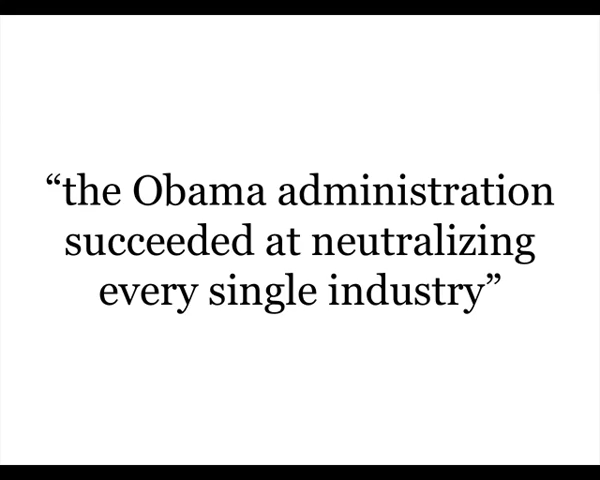 “the Obama administration
succeeded at neutralizing
every single industry”